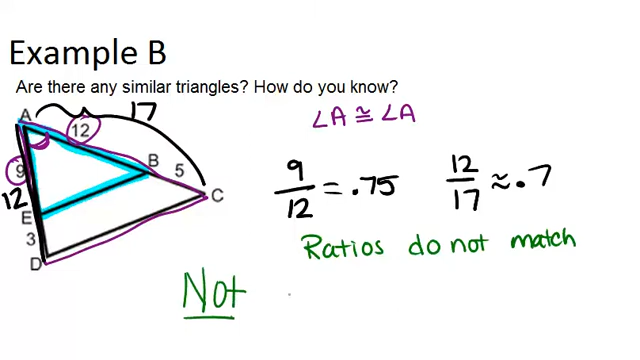 Example B
Are there any similar triangles? How do you know?
17
A
12
∠A ≅ ∠A
B
5
9
C
12
E
3
D
9/12 = .75
12/17 ≈ .7
Ratios do not match
Not